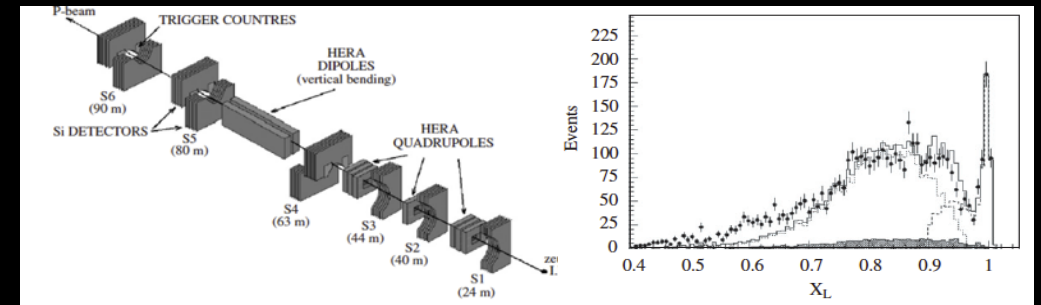 P-beam
TRIGGER COUNTRES
HERA
DIPOLES
(vertical bending)
S6
(90 m)
Si DETECTORS
S5
(80 m)
HERA
QUADRUPOLES
S4
(63 m)
S3
(44 m)
S2
(40 m)
S1
(24 m)
Events
225
200
175
150
125
100
75
50
25
0
0.4 0.5 0.6 0.7 0.8 0.9 1
XL